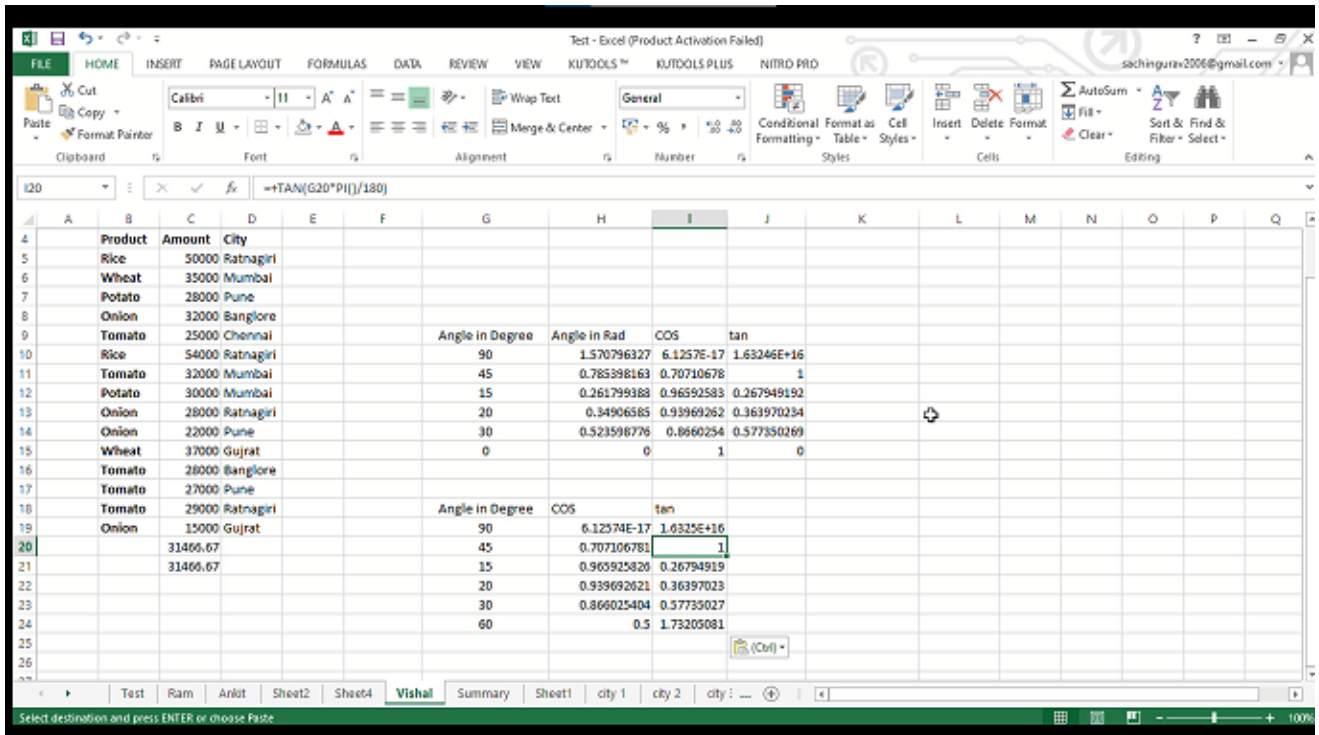 Test - Excel (Product Activation Failed)
FILE HOME INSERT PAGE LAYOUT FORMULAS DATA REVIEW VIEW KUTOOLS ™ KUTOOLS PLUS NITRO PRO sachingurav2006@gmail.com
Cut
Copy
Format Painter
Paste
Clipboard
Calibri 11
B I U
Font
Wrap Text
Merge & Center
Alignment
General
% ,
Number
Conditional Formatting
Format as Table
Cell Styles
Styles
Insert Delete Format
Cells
AutoSum
Fill
Clear
Sort & Filter
Find & Select
Editing
I20 fx =+TAN(G20*PI()/180)
A B C D E F G H I J K L M N O P Q
4 Product Amount City
5 Rice 50000 Ratnagiri
6 Wheat 35000 Mumbai
7 Potato 28000 Pune
8 Onion 32000 Banglore
9 Tomato 25000 Chennai Angle in Degree Angle in Rad COS tan
10 Rice 54000 Ratnagiri 90 1.570796327 6.1257E-17 1.63246E+16
11 Tomato 32000 Mumbai 45 0.785398163 0.70710678 1
12 Potato 30000 Mumbai 15 0.261799388 0.96592583 0.267949192
13 Onion 28000 Ratnagiri 20 0.34906585 0.93969262 0.363970234
14 Onion 22000 Pune 30 0.523598776 0.8660254 0.577350269
15 Wheat 37000 Gujrat 0 0 1 0
16 Tomato 28000 Banglore
17 Tomato 27000 Pune
18 Tomato 29000 Ratnagiri Angle in Degree COS tan
19 Onion 15000 Gujrat 90 6.12574E-17 1.6325E+16
20 31466.67 45 0.707106781 1
21 31466.67 15 0.965925826 0.26794919
22 20 0.939692621 0.36397023
23 30 0.866025404 0.57735027
24 60 0.5 1.73205081
25 (Ctrl)
26
Test Ram Ankit Sheet2 Sheet4 Vishal Summary Sheet1 city 1 city 2 city
Select destination and press ENTER or choose Paste 100%